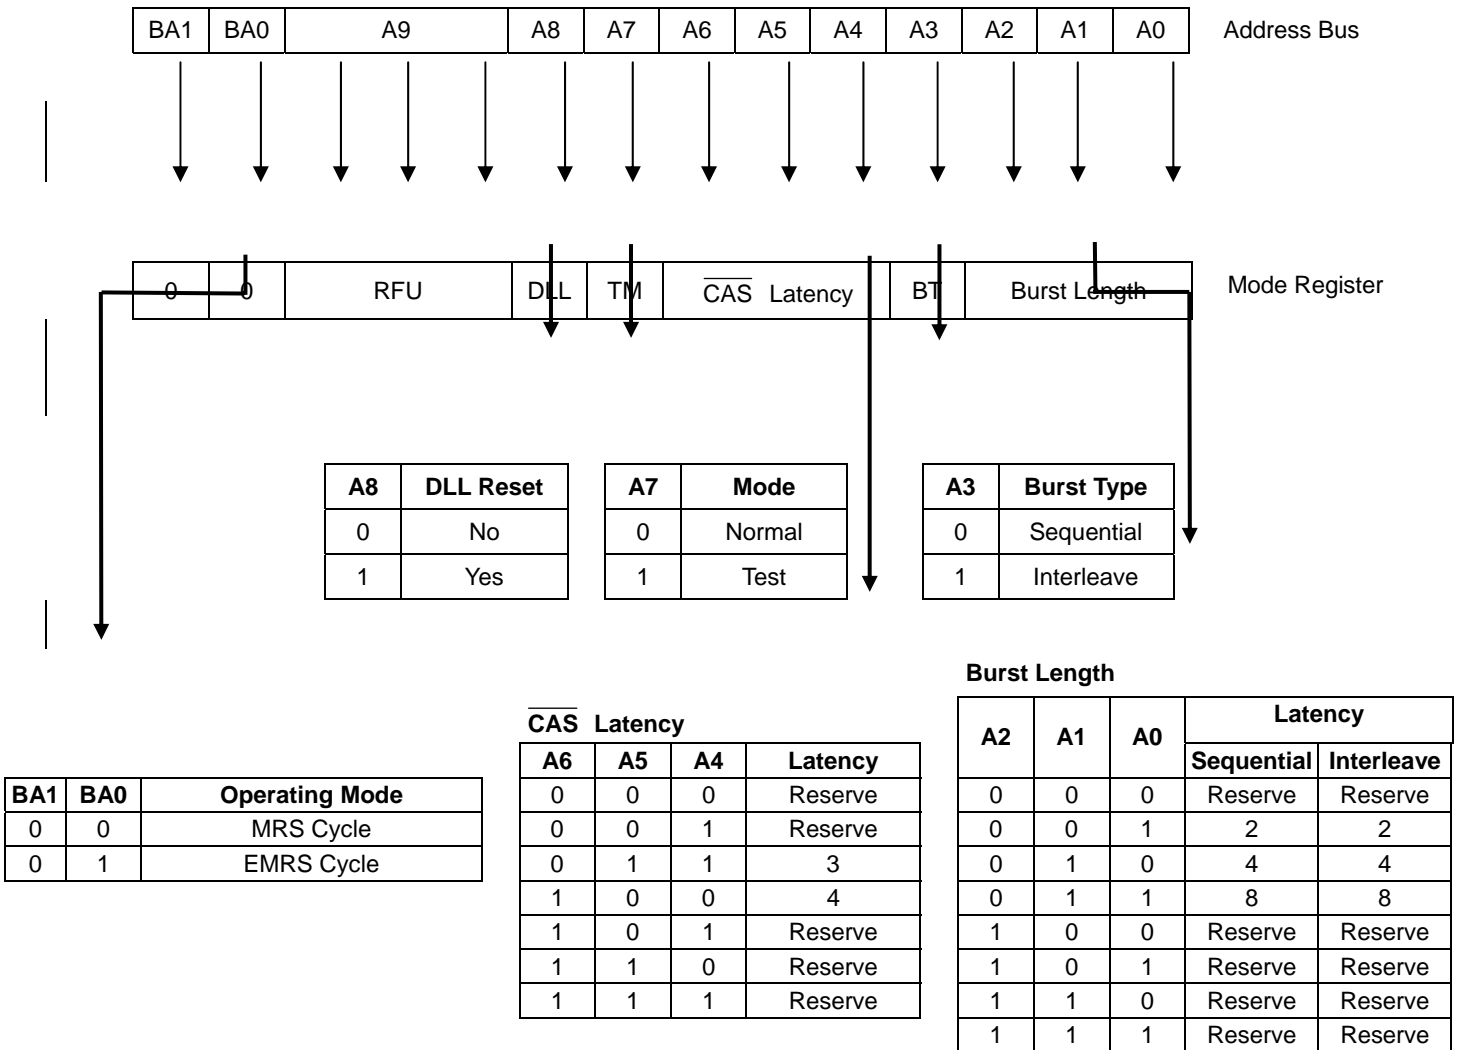 BA1 BA0 A9 A8 A7 A6 A5 A4 A3 A2 A1 A0 Address Bus
0 0 RFU DLL TM CAS Latency BT Burst Length Mode Register
A8 DLL Reset
0 No
1 Yes
A7 Mode
0 Normal
1 Test
A3 Burst Type
0 Sequential
1 Interleave
BA1 BA0 Operating Mode
0 0 MRS Cycle
0 1 EMRS Cycle
CAS Latency
A6 A5 A4 Latency
0 0 0 Reserve
0 0 1 Reserve
0 1 1 3
1 0 0 4
1 0 1 Reserve
1 1 0 Reserve
1 1 1 Reserve
Burst Length
A2 A1 A0 Latency
Sequential Interleave
0 0 0 Reserve Reserve
0 0 1 2 2
0 1 0 4 4
0 1 1 8 8
1 0 0 Reserve Reserve
1 0 1 Reserve Reserve
1 1 0 Reserve Reserve
1 1 1 Reserve Reserve